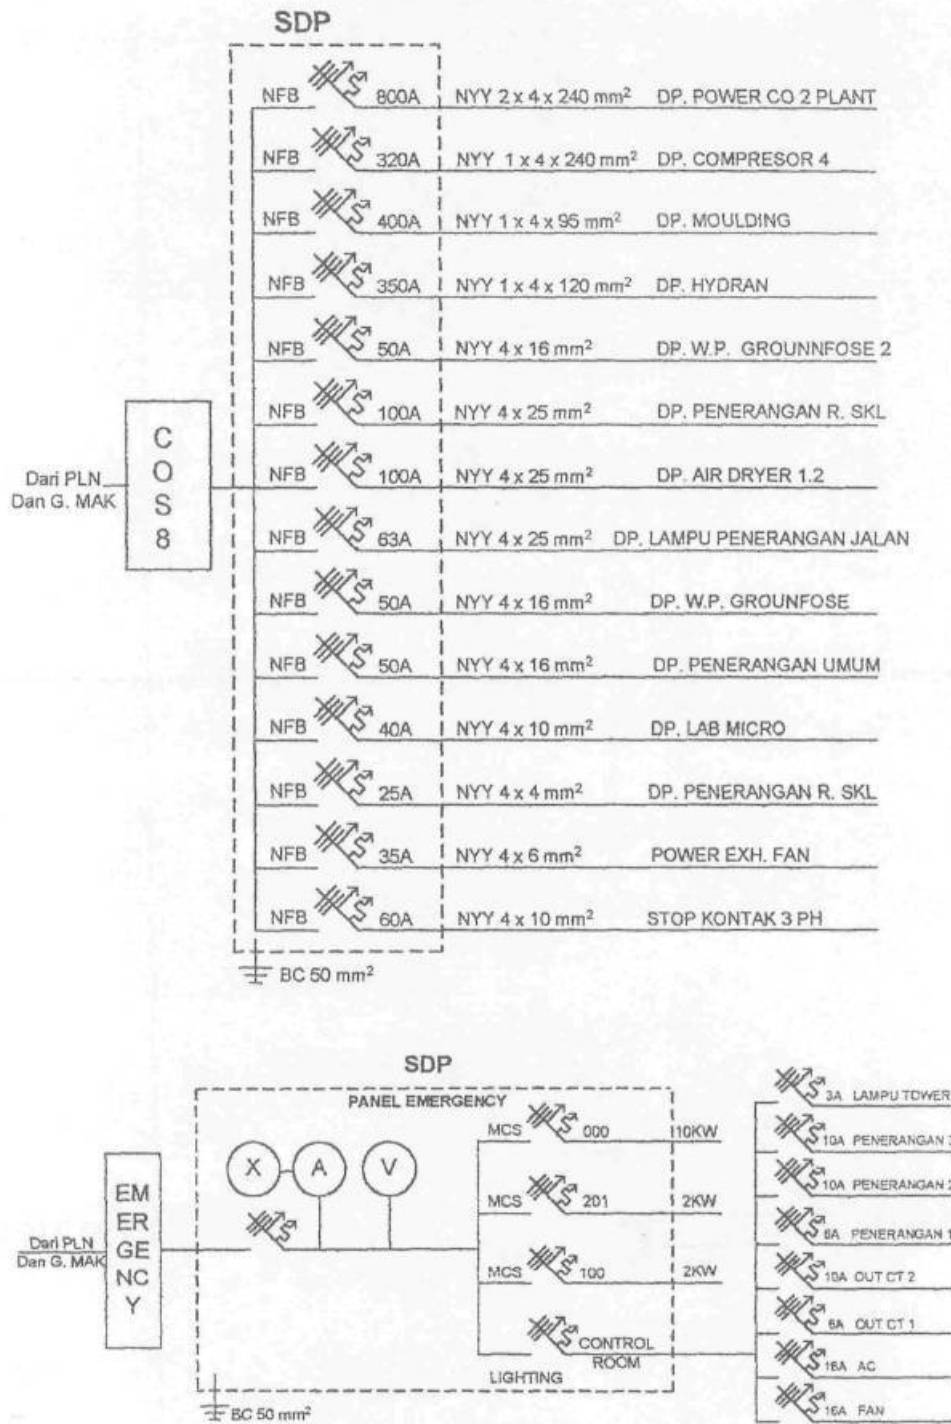 SDP
NFB 800A NYY 2 x 4 x 240 mm² DP. POWER CO 2 PLANT
NFB 320A NYY 1 x 4 x 240 mm² DP. COMPRESOR 4
NFB 400A NYY 1 x 4 x 95 mm² DP. MOULDING
NFB 350A NYY 1 x 4 x 120 mm² DP. HYDRAN
NFB 50A NYY 4 x 16 mm² DP. W.P. GROUNNFOSE 2
NFB 100A NYY 4 x 25 mm² DP. PENERANGAN R. SKL
NFB 100A NYY 4 x 25 mm² DP. AIR DRYER 1.2
NFB 63A NYY 4 x 25 mm² DP. LAMPU PENERANGAN JALAN
NFB 50A NYY 4 x 16 mm² DP. W.P. GROUNFOSE
NFB 50A NYY 4 x 16 mm² DP. PENERANGAN UMUM
NFB 40A NYY 4 x 10 mm² DP. LAB MICRO
NFB 25A NYY 4 x 4 mm² DP. PENERANGAN R. SKL
NFB 35A NYY 4 x 6 mm² POWER EXH. FAN
NFB 60A NYY 4 x 10 mm² STOP KONTAK 3 PH
Dari PLN
Dan G. MAK
C
O
S
8
BC 50 mm²
SDP
PANEL EMERGENCY
Dari PLN
Dan G. MAK
EM
ER
GE
NC
Y
X A V
MCS 000 10KW
MCS 201 2KW
MCS 100 2KW
CONTROL
ROOM
LIGHTING
BC 50 mm²
3A LAMPU TOWER
10A PENERANGAN 3
10A PENERANGAN 2
6A PENERANGAN 1
10A OUT CT 2
6A OUT CT 1
16A AC
16A FAN